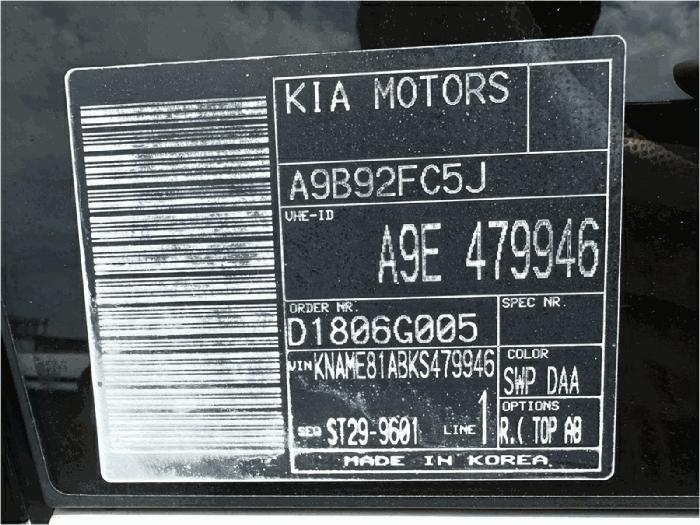 KIA MOTORS
A9B92FC5J
VHE-ID
A9E 479946
ORDER NR.
D1806G005
SPEC NR.
VIN KNAME81ABKS479946
COLOR
SWP DAA
OPTIONS
R.( TOP A8
SEQ ST29-9601 LINE 1
MADE IN KOREA